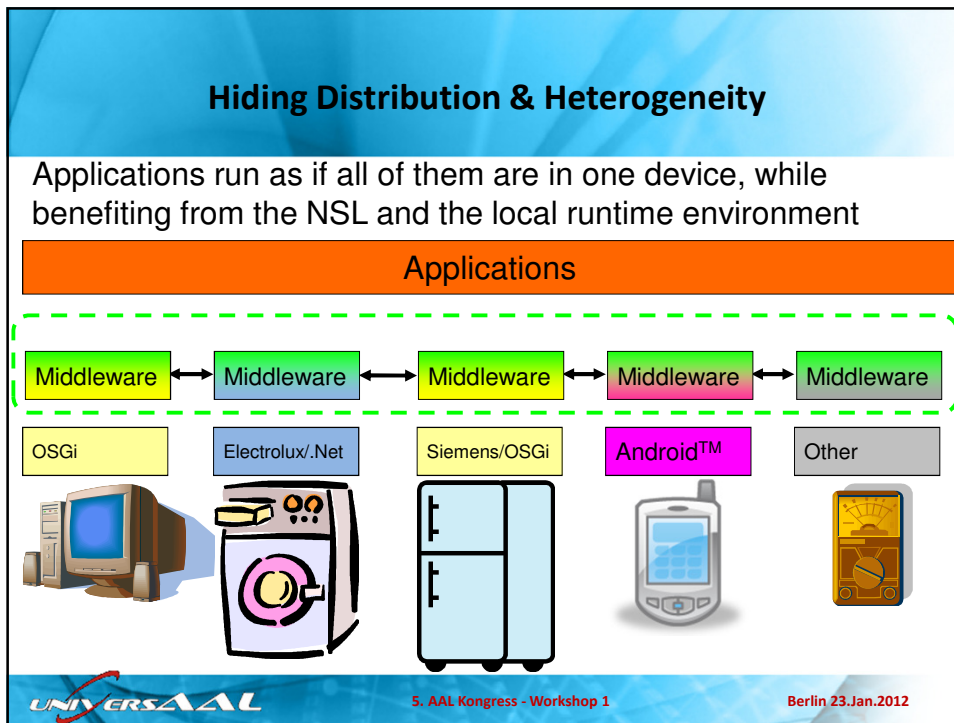 Hiding Distribution & Heterogeneity
Applications run as if all of them are in one device, while
benefiting from the NSL and the local runtime environment
Applications
Middleware Middleware Middleware Middleware Middleware
OSGi Electrolux/.Net Siemens/OSGi Android™ Other
UNIVERSAAL 5. AAL Kongress - Workshop 1 Berlin 23.Jan.2012